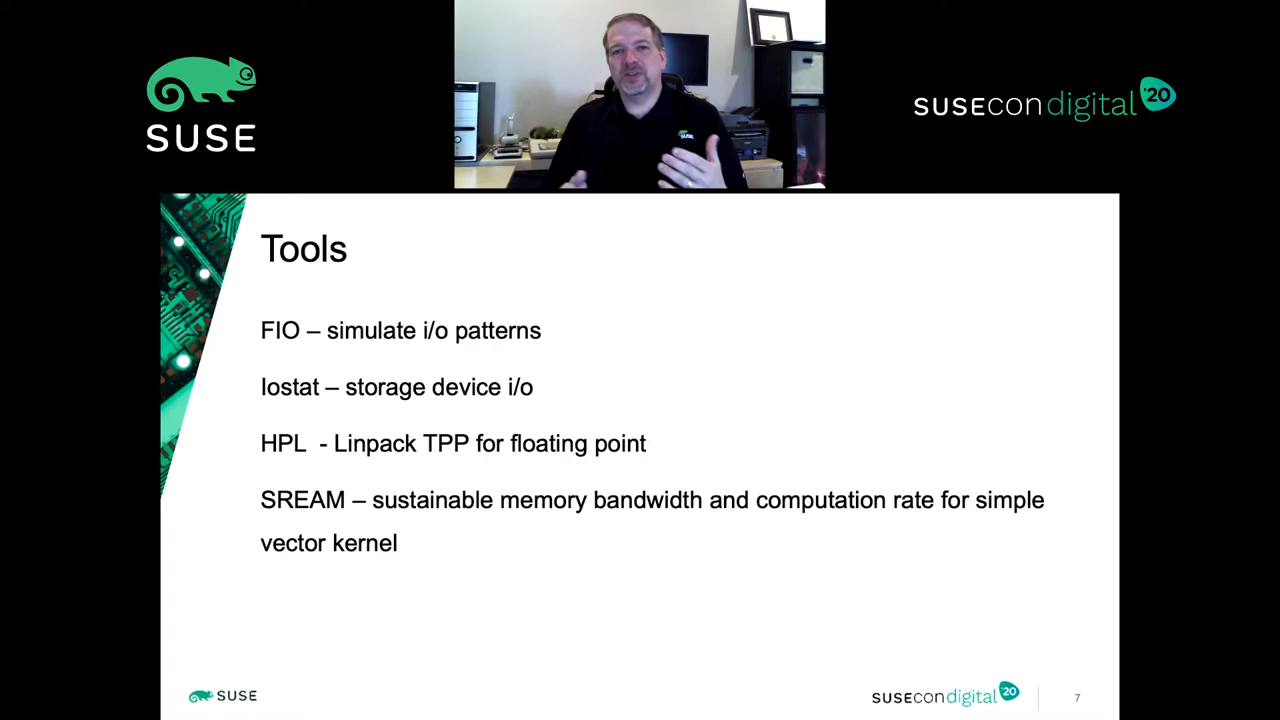 SUSE
SUSEcon digital '20
Tools
FIO – simulate i/o patterns
Iostat – storage device i/o
HPL  - Linpack TPP for floating point
SREAM – sustainable memory bandwidth and computation rate for simple
vector kernel
SUSE
SUSEcon digital '20
7